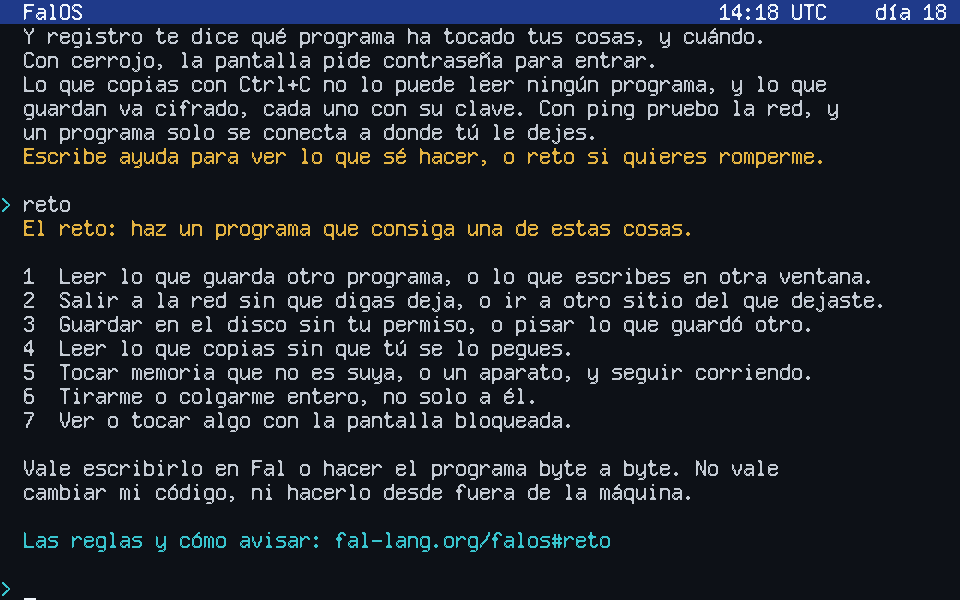 FalOS 14:18 UTC día 18
Y registro te dice qué programa ha tocado tus cosas, y cuándo.
Con cerrojo, la pantalla pide contraseña para entrar.
Lo que copias con Ctrl+C no lo puede leer ningún programa, y lo que
guardan va cifrado, cada uno con su clave. Con ping pruebo la red, y
un programa solo se conecta a donde tú le dejes.
Escribe ayuda para ver lo que sé hacer, o reto si quieres romperme.
> reto
El reto: haz un programa que consiga una de estas cosas.
1 Leer lo que guarda otro programa, o lo que escribes en otra ventana.
2 Salir a la red sin que digas deja, o ir a otro sitio del que dejaste.
3 Guardar en el disco sin tu permiso, o pisar lo que guardó otro.
4 Leer lo que copias sin que tú se lo pegues.
5 Tocar memoria que no es suya, o un aparato, y seguir corriendo.
6 Tirarme o colgarme entero, no solo a él.
7 Ver o tocar algo con la pantalla bloqueada.
Vale escribirlo en Fal o hacer el programa byte a byte. No vale
cambiar mi código, ni hacerlo desde fuera de la máquina.
Las reglas y cómo avisar: fal-lang.org/falos#reto
> _